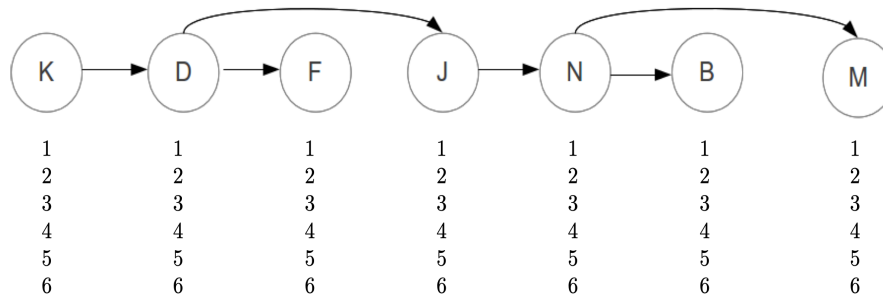 K D F J N B M
1 1 1 1 1 1 1
2 2 2 2 2 2 2
3 3 3 3 3 3 3
4 4 4 4 4 4 4
5 5 5 5 5 5 5
6 6 6 6 6 6 6